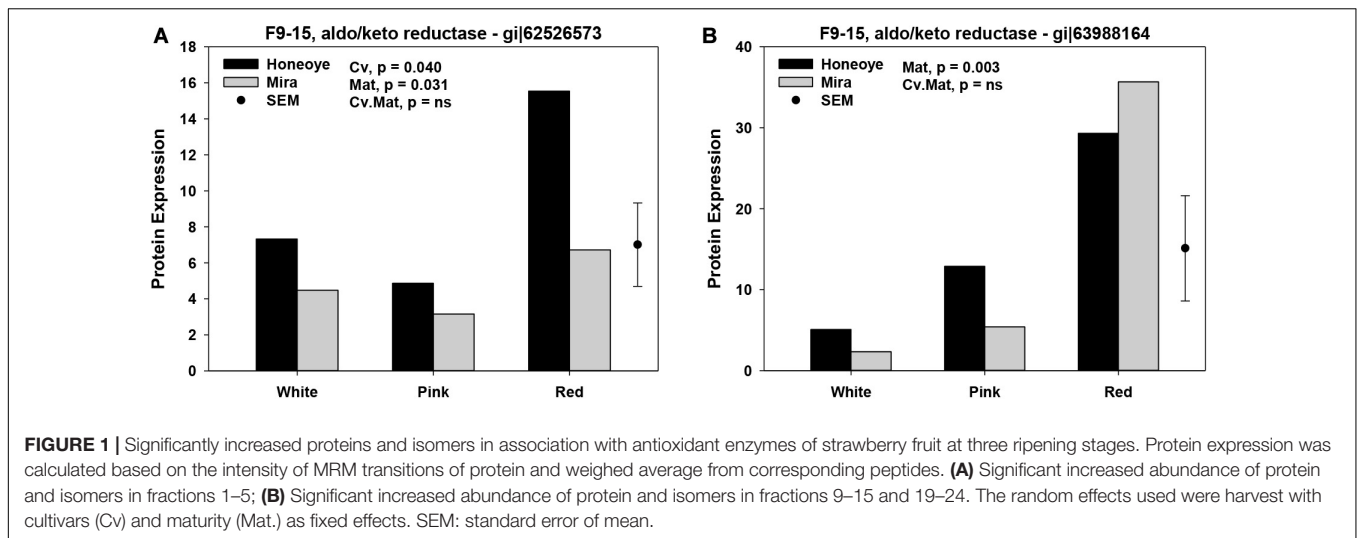 A
F9-15, aldo/keto reductase - gi|62526573
18
16
14
12
10
8
6
4
2
0
Protein Expression
Honeoye
Mira
SEM
Cv, p = 0.040
Mat, p = 0.031
Cv.Mat, p = ns
White
Pink
Red
B
F9-15, aldo/keto reductase - gi|63988164
40
30
20
10
0
Protein Expression
Honeoye
Mira
SEM
Mat, p = 0.003
Cv.Mat, p = ns
White
Pink
Red
FIGURE 1 | Significantly increased proteins and isomers in association with antioxidant enzymes of strawberry fruit at three ripening stages. Protein expression was
calculated based on the intensity of MRM transitions of protein and weighed average from corresponding peptides. (A) Significant increased abundance of protein
and isomers in fractions 1–5; (B) Significant increased abundance of protein and isomers in fractions 9–15 and 19–24. The random effects used were harvest with
cultivars (Cv) and maturity (Mat.) as fixed effects. SEM: standard error of mean.